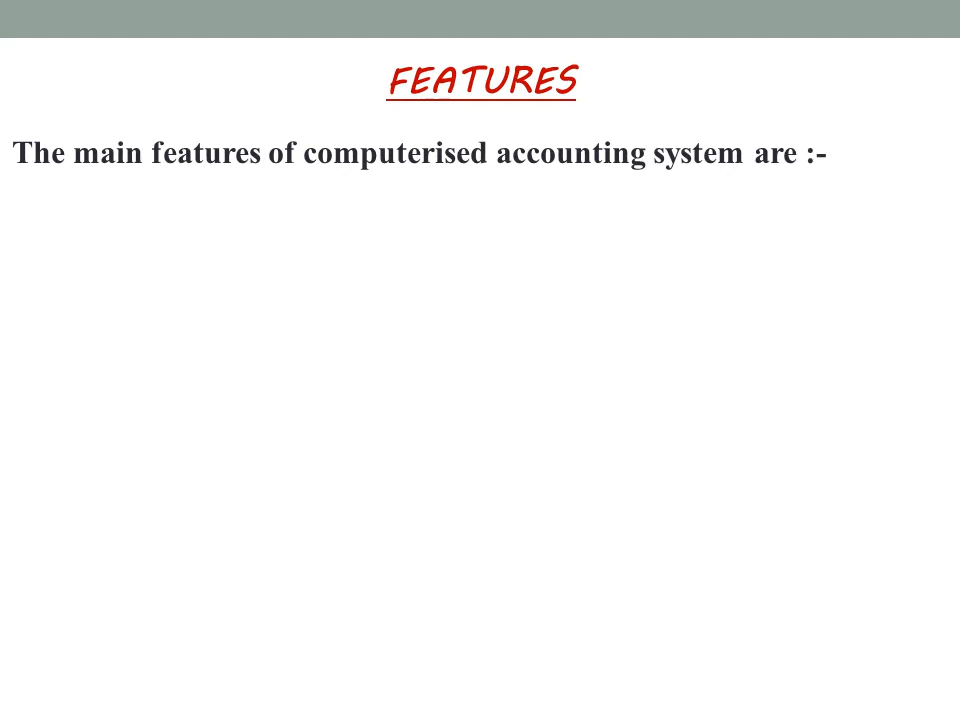 FEATURES
The main features of computerised accounting system are :-